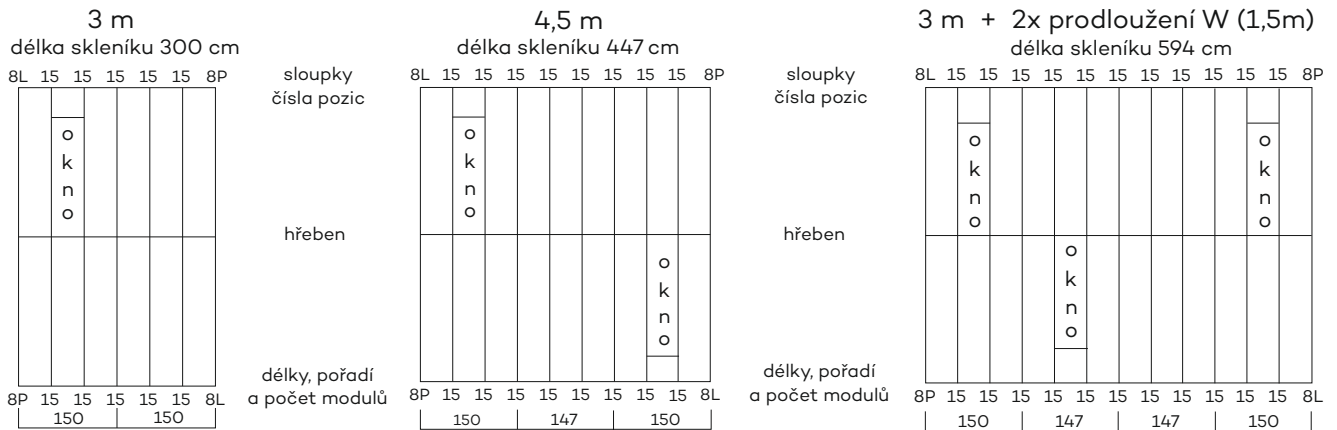 3 m
délka skleníku 300 cm
8L 15 15 15 15 15 8P
o
k
n
o
8P 15 15 15 15 15 8L
150 150
sloupky
čísla pozic
hřeben
délky, pořadí
a počet modulů
4,5 m
délka skleníku 447 cm
8L 15 15 15 15 15 15 15 15 8P
o
k
n
o
o
k
n
o
8P 15 15 15 15 15 15 15 15 8L
150 147 150
sloupky
čísla pozic
hřeben
délky, pořadí
a počet modulů
3 m + 2x prodloužení W (1,5m)
délka skleníku 594 cm
8L 15 15 15 15 15 15 15 15 15 15 15 8P
o
k
n
o
o
k
n
o
o
k
n
o
8P 15 15 15 15 15 15 15 15 15 15 15 8L
150 147 147 150